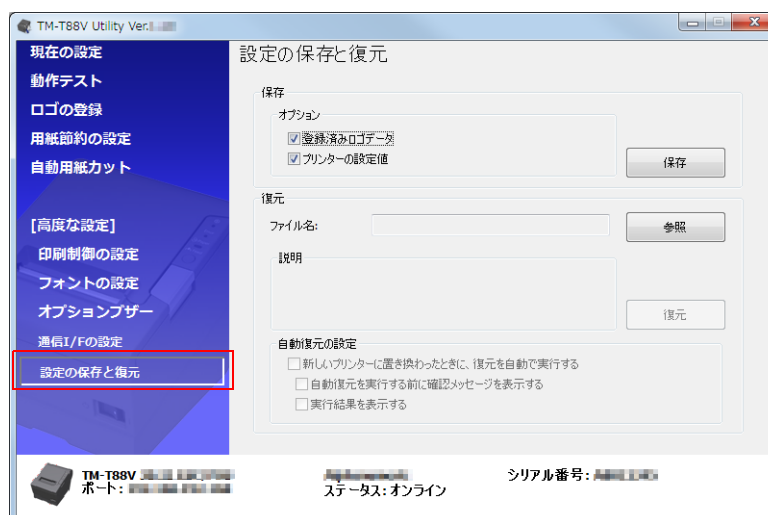 TM-T88V Utility Ver.
現在の設定
動作テスト
ロゴの登録
用紙節約の設定
自動用紙カット
[高度な設定]
印刷制御の設定
フォントの設定
オプションブザー
通信I/Fの設定
設定の保存と復元
設定の保存と復元
保存
オプション
登録済みロゴデータ
プリンターの設定値
保存
復元
ファイル名:
参照
説明
復元
自動復元の設定
新しいプリンターに置き換わったときに、復元を自動で実行する
自動復元を実行する前に確認メッセージを表示する
実行結果を表示する
TM-T88V
ポート:
ステータス: オンライン
シリアル番号: